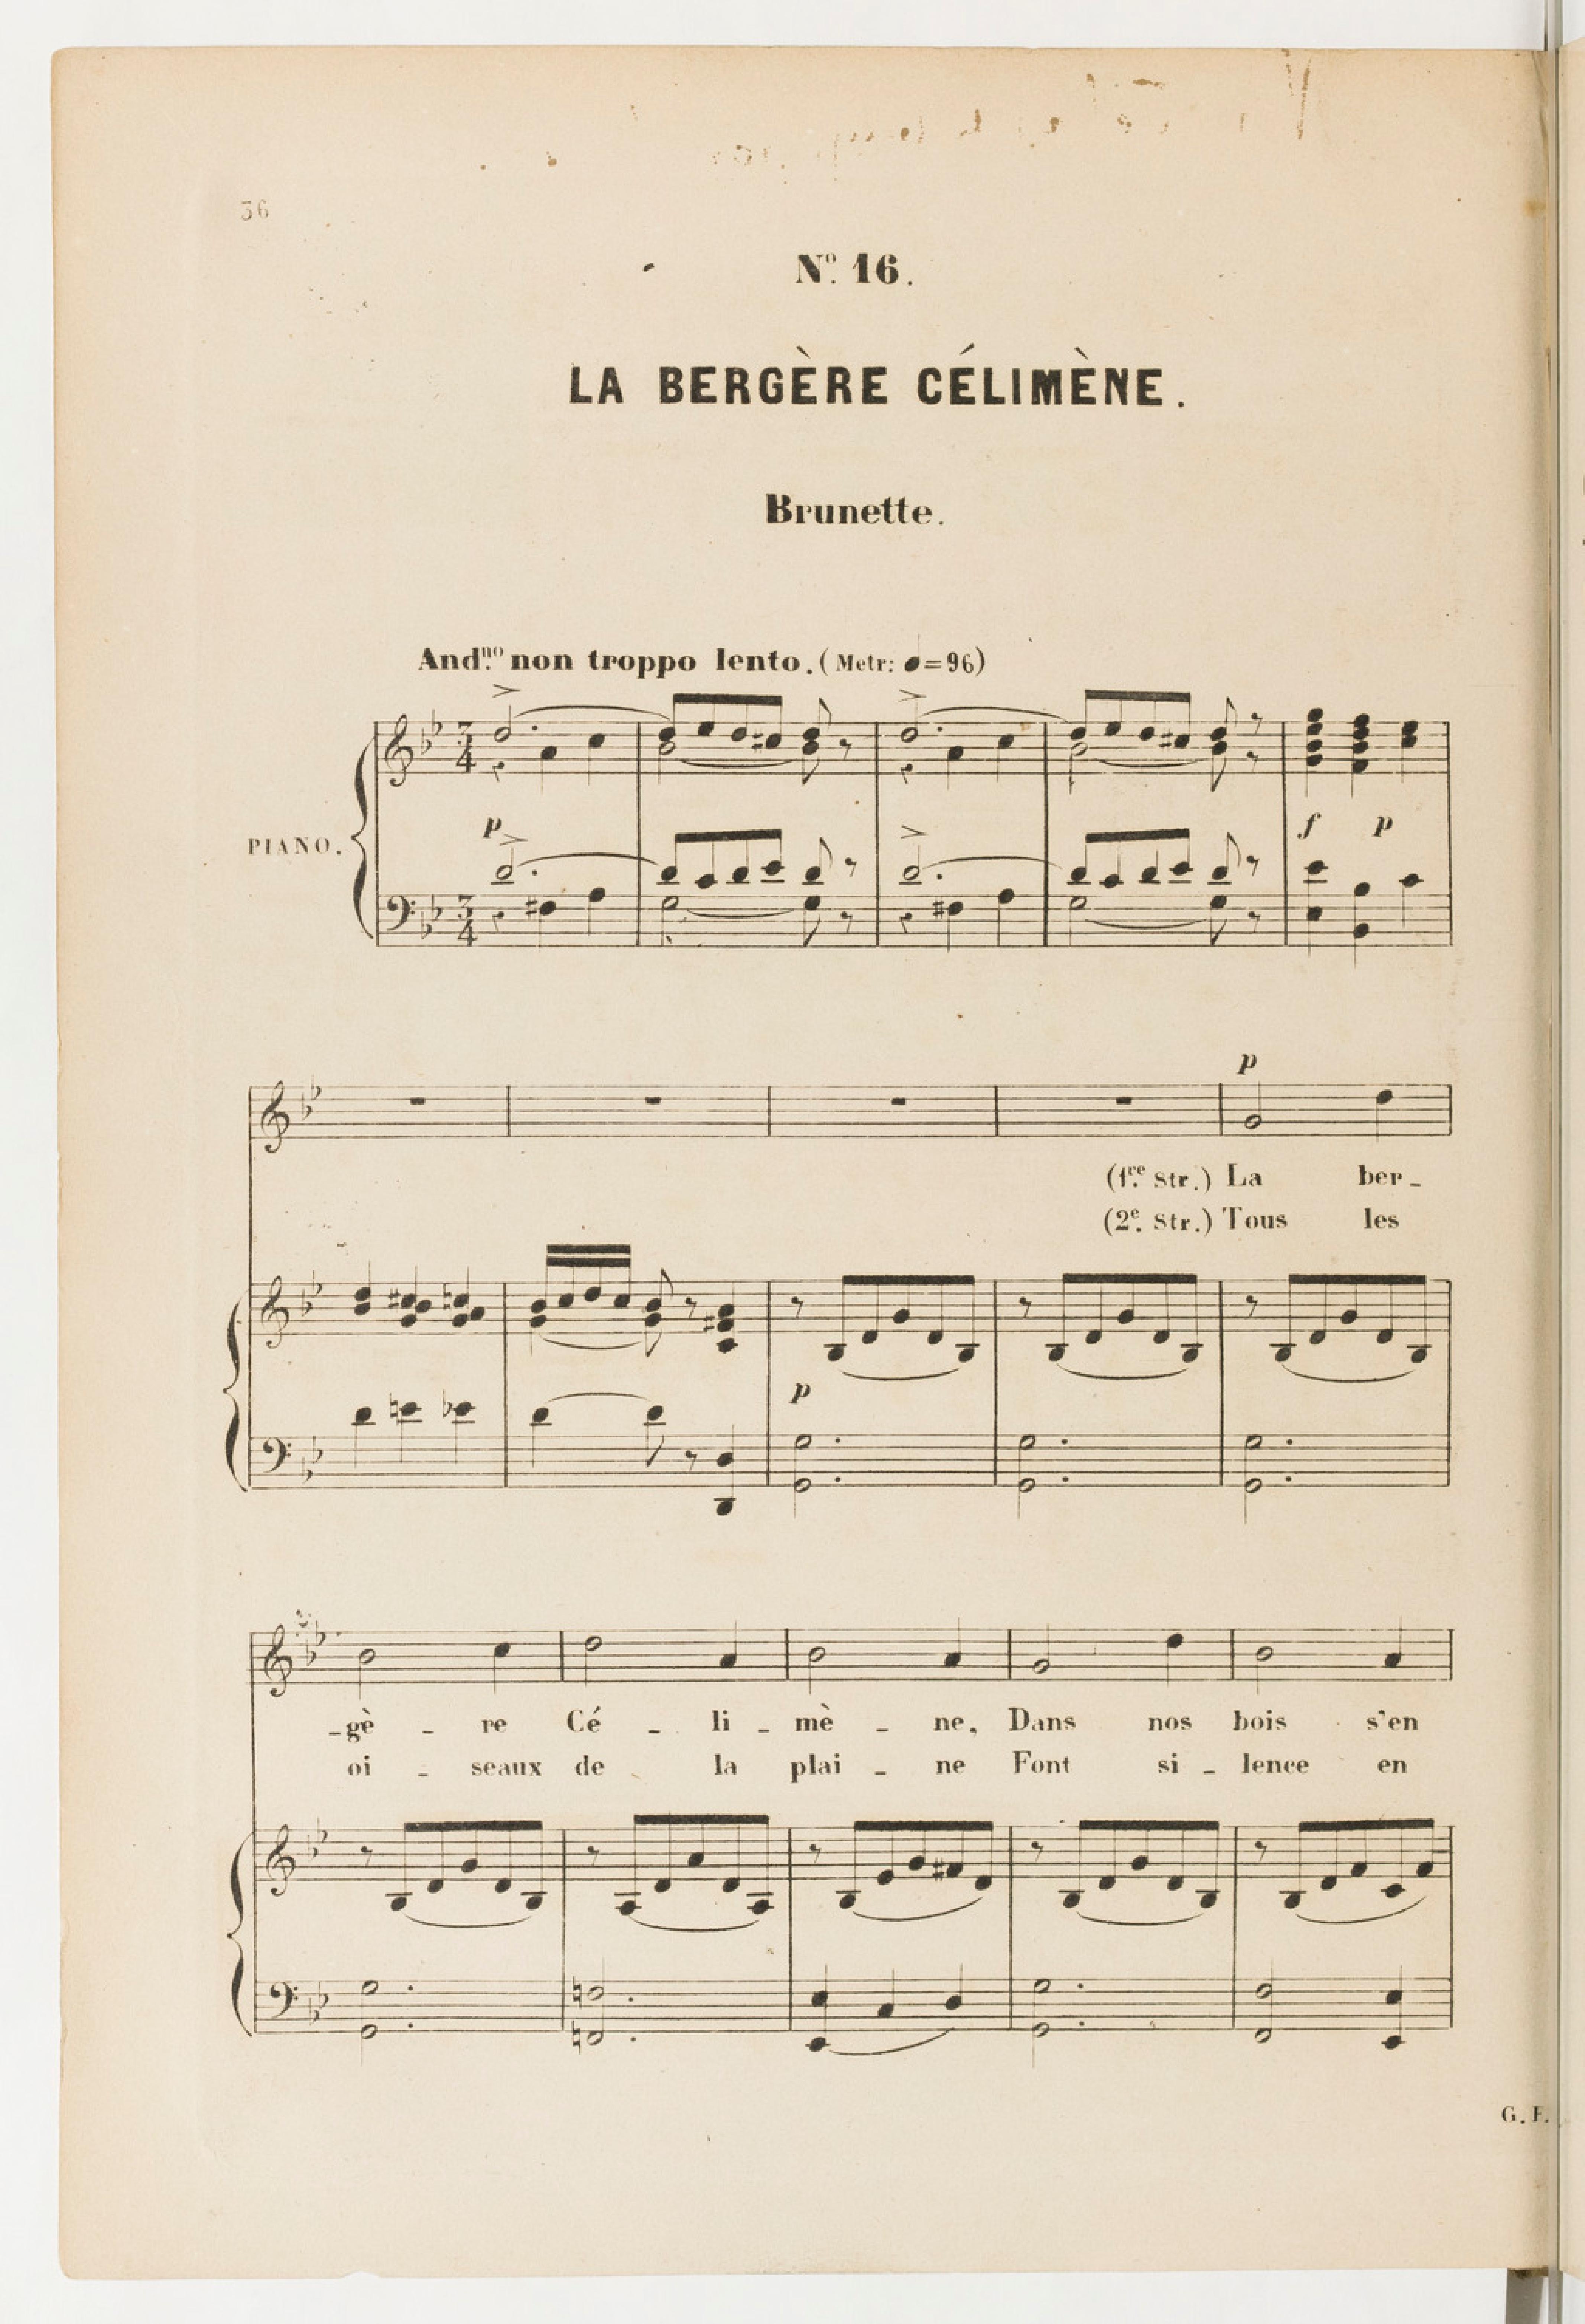 36
Nº. 16.
LA BERGÈRE CÉLIMÈNE.
Brunette.
And.no non troppo lento. (Metr: ♩=96)
PIANO.
p
f p
p
(1.re Str.) La ber_
(2.e Str.) Tous les
p
_gè _ re Cé _ li _ mè _ ne, Dans nos bois s'en
oi _ seaux de la plai _ ne Font si _ lence en
G. F.